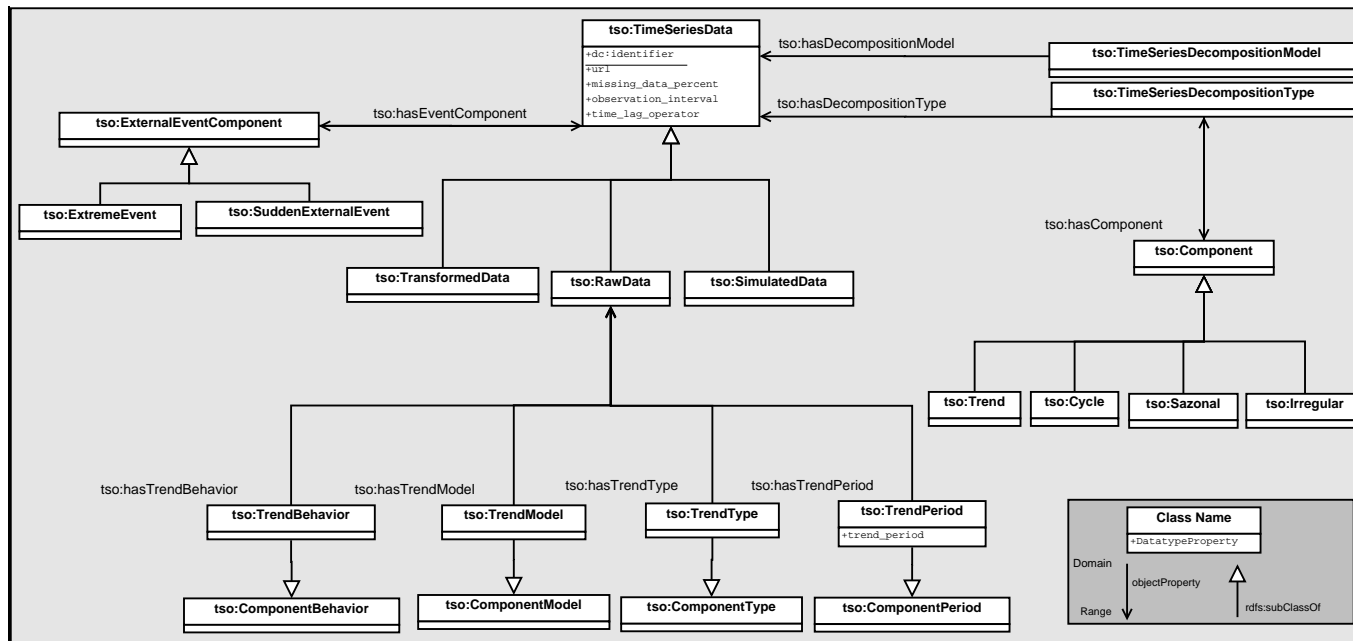 tso:TimeSeriesData
+dc:identifier
+url
+missing_data_percent
+observation_interval
+time_lag_operator
tso:hasDecompositionModel
tso:TimeSeriesDecompositionModel
tso:hasDecompositionType
tso:TimeSeriesDecompositionType
tso:hasEventComponent
tso:ExternalEventComponent
tso:ExtremeEvent
tso:SuddenExternalEvent
tso:hasComponent
tso:Component
tso:TransformedData
tso:RawData
tso:SimulatedData
tso:Trend
tso:Cycle
tso:Sazonal
tso:Irregular
tso:hasTrendBehavior
tso:hasTrendModel
tso:hasTrendType
tso:hasTrendPeriod
tso:TrendBehavior
tso:TrendModel
tso:TrendType
tso:TrendPeriod
+trend_period
tso:ComponentBehavior
tso:ComponentModel
tso:ComponentType
tso:ComponentPeriod
Class Name
+DatatypeProperty
Domain
objectProperty
Range
rdfs:subClassOf